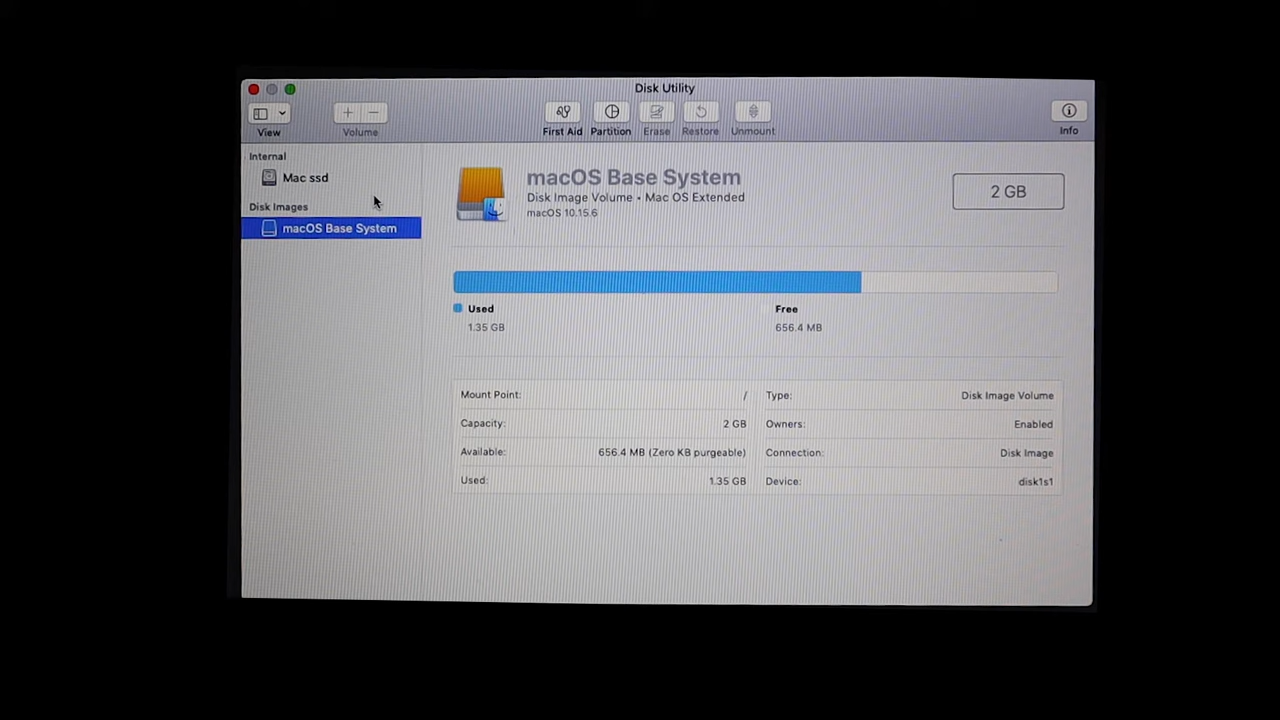 Disk Utility
View
Volume
First Aid
Partition
Erase
Restore
Unmount
Info
Internal
Mac ssd
Disk Images
macOS Base System
macOS Base System
Disk Image Volume • Mac OS Extended
macOS 10.15.6
2 GB
Used
1.35 GB
Free
656.4 MB
Mount Point: /
Capacity: 2 GB
Available: 656.4 MB (Zero KB purgeable)
Used: 1.35 GB
Type: Disk Image Volume
Owners: Enabled
Connection: Disk Image
Device: disk1s1